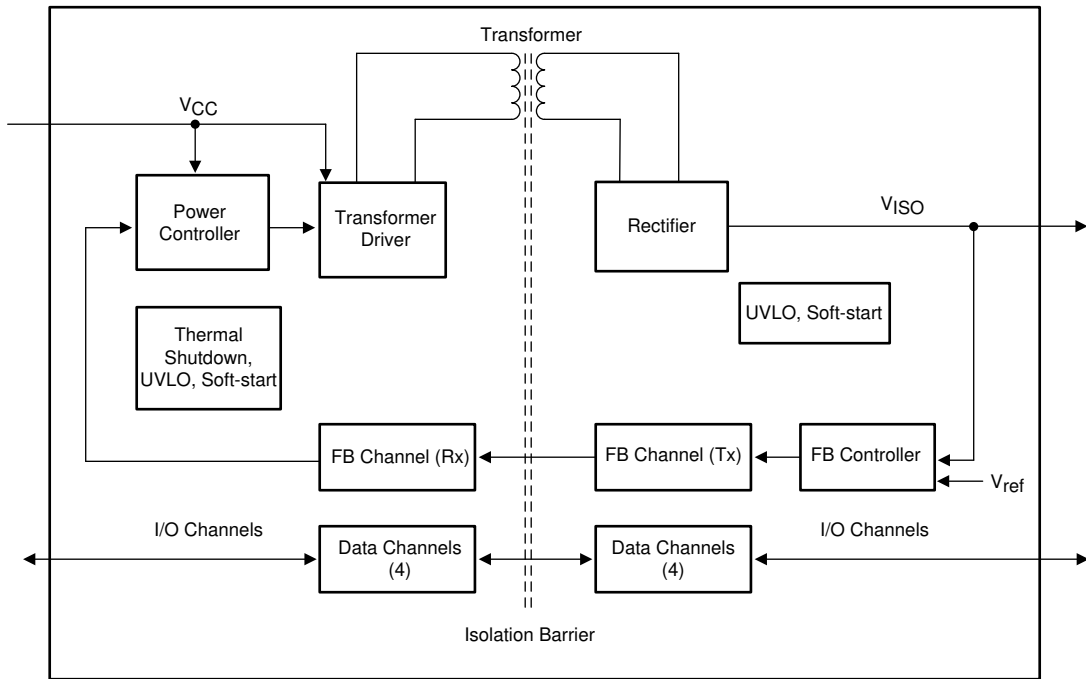 Transformer
VCC
Power
Controller
Transformer
Driver
Rectifier
VISO
Thermal
Shutdown,
UVLO, Soft-start
UVLO, Soft-start
FB Channel (Rx)
FB Channel (Tx)
FB Controller
Vref
I/O Channels
Data Channels
(4)
Data Channels
(4)
I/O Channels
Isolation Barrier